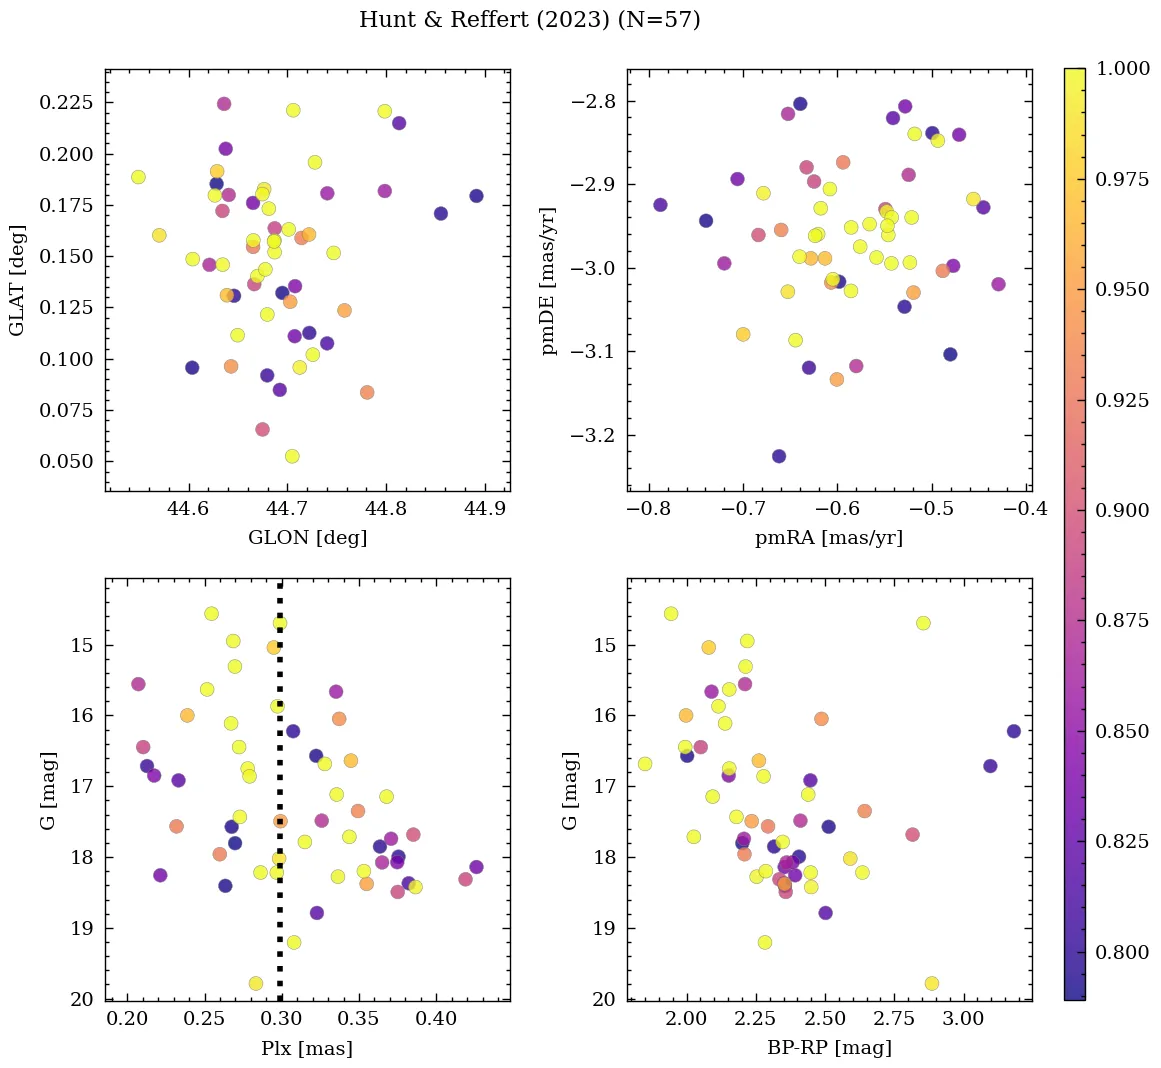 Hunt & Reffert (2023) (N=57)
0.225
0.200
0.175
0.150
0.125
0.100
0.075
0.050
GLAT [deg]
44.6 44.7 44.8 44.9
GLON [deg]
−2.8
−2.9
−3.0
−3.1
−3.2
pmDE [mas/yr]
−0.8 −0.7 −0.6 −0.5 −0.4
pmRA [mas/yr]
15
16
17
18
19
20
G [mag]
0.20 0.25 0.30 0.35 0.40
Plx [mas]
15
16
17
18
19
20
G [mag]
2.00 2.25 2.50 2.75 3.00
BP-RP [mag]
1.000
0.975
0.950
0.925
0.900
0.875
0.850
0.825
0.800